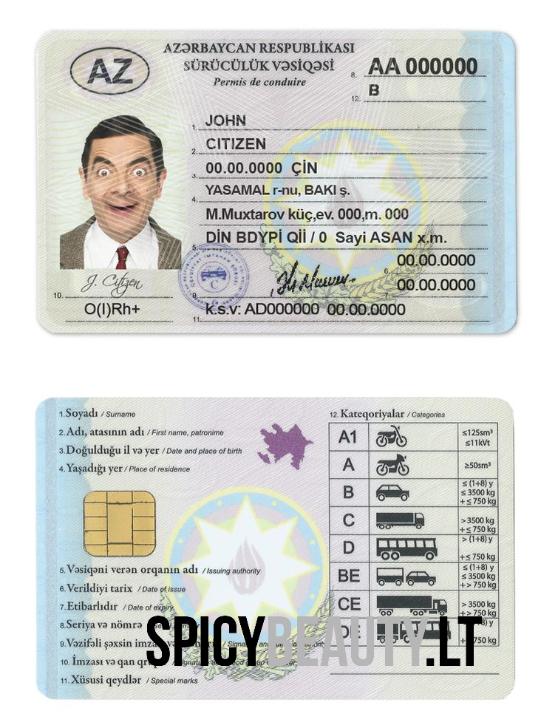 AZƏRBAYCAN RESPUBLİKASI
AZ
SÜRÜCÜLÜK VƏSİQƏSİ
Permis de conduire
8. AA 000000
12. B
1. JOHN
2. CITIZEN
3. 00.00.0000 ÇİN
4. YASAMAL r-nu, BAKI ş.
M.Muxtarov küç,ev. 000,m. 000
5. DİN BDYPİ Qİİ / 0 Sayi ASAN x.m.
6. 00.00.0000
00.00.0000
J. Citizen
10. O(I)Rh+
11. k.s.v: AD000000 00.00.0000
1.Soyadı / Surname
2.Adı, atasının adı / First name, patronime
3.Doğulduğu il və yer / Date and place of birth
4.Yaşadığı yer / Place of residence
5.Vəsiqəni verən orqanın adı / Issuing authority
6.Verildiyi tarix / Date of issue
7.Etibarlıdır / Date of expiry
8.Seriya və nömrə
9.Vəzifəli şəxsin
10. İmzası və qan
11. Xüsusi qeydlər / Special marks
12. Kateqoriyalar / Categories
A1 ≤125sm³
≤11kVt
A ≥50sm³
B ≤ (1+8) y
≤ 3500 kg
+≤ 750 kg
C >3500 kg
+≤ 750 kg
D > (1+8) y
+≤ 750 kg
BE ≤ (1+8) y
≤ 3500 kg
+> 750 kg
CE >3500 kg
+> 750 kg
DE
750 kg
SPICYBEAUTY.LT